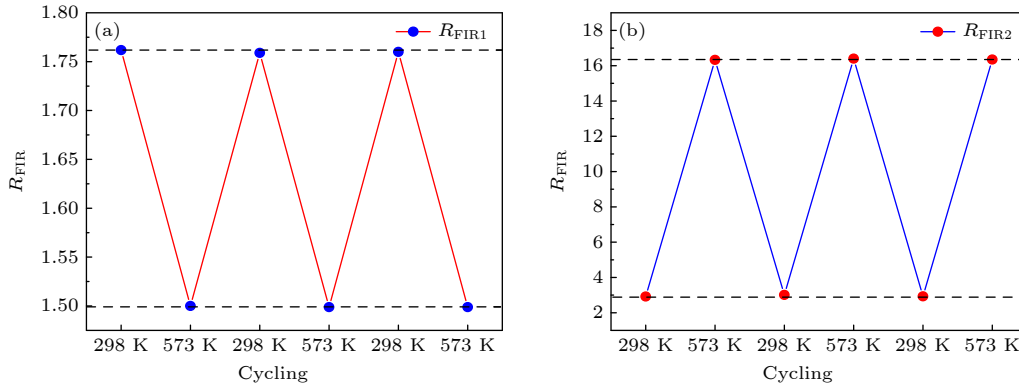 (a)
R_FIR1
1.80
1.75
1.70
1.65
1.60
1.55
1.50
R_FIR
298 K 573 K 298 K 573 K 298 K 573 K
Cycling
(b)
R_FIR2
18
16
14
12
10
8
6
4
2
R_FIR
298 K 573 K 298 K 573 K 298 K 573 K
Cycling